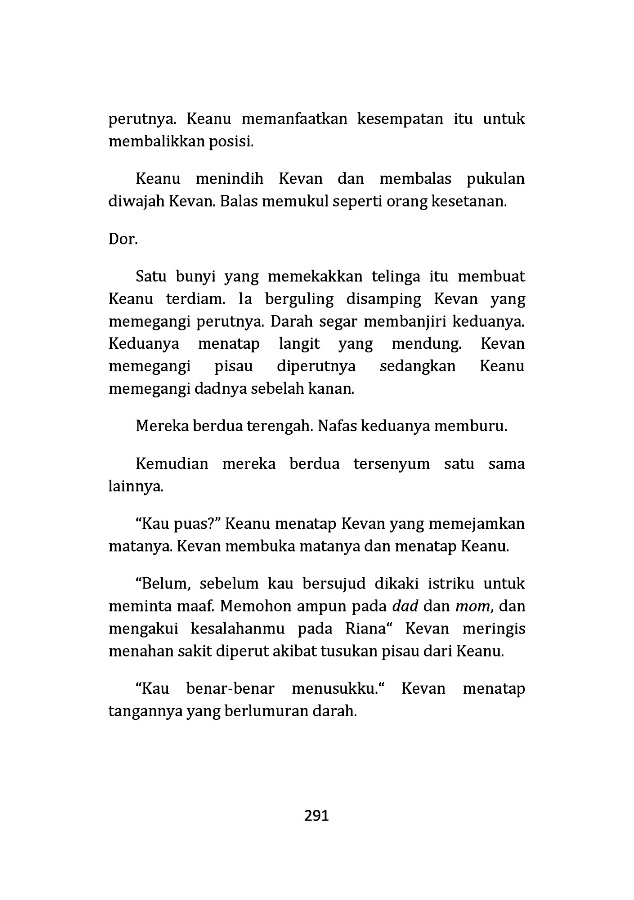 perutnya. Keanu memanfaatkan kesempatan itu untuk
membalikkan posisi.
Keanu menindih Kevan dan membalas pukulan
diwajah Kevan. Balas memukul seperti orang kesetanan.
Dor.
Satu bunyi yang memekakkan telinga itu membuat
Keanu terdiam. Ia berguling disamping Kevan yang
memegangi perutnya. Darah segar membanjiri keduanya.
Keduanya menatap langit yang mendung. Kevan
memegangi pisau diperutnya sedangkan Keanu
memegangi dadnya sebelah kanan.
Mereka berdua terengah. Nafas keduanya memburu.
Kemudian mereka berdua tersenyum satu sama
lainnya.
“Kau puas?” Keanu menatap Kevan yang memejamkan
matanya. Kevan membuka matanya dan menatap Keanu.
“Belum, sebelum kau bersujud dikaki istriku untuk
meminta maaf. Memohon ampun pada dad dan mom, dan
mengakui kesalahanmu pada Riana“ Kevan meringis
menahan sakit diperut akibat tusukan pisau dari Keanu.
“Kau benar-benar menusukku.“ Kevan menatap
tangannya yang berlumuran darah.
291